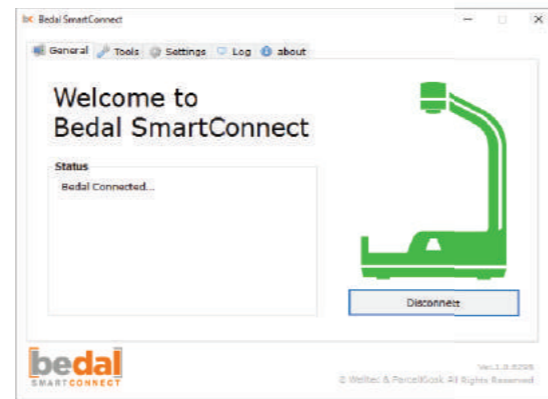 Bedal SmartConnect
General Tools Settings Log about
Welcome to
Bedal SmartConnect
Status
Bedal Connected...
Disconnect
bedal
SMARTCONNECT
© Welltec & ParcelKiosk All Rights Reserved